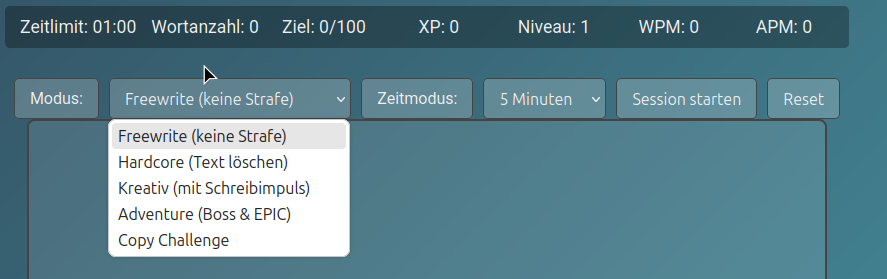 Zeitlimit: 01:00 Wortanzahl: 0 Ziel: 0/100 XP: 0 Niveau: 1 WPM: 0 APM: 0
Modus: Freewrite (keine Strafe) Zeitmodus: 5 Minuten Session starten Reset
Freewrite (keine Strafe)
Hardcore (Text löschen)
Kreativ (mit Schreibimpuls)
Adventure (Boss & EPIC)
Copy Challenge